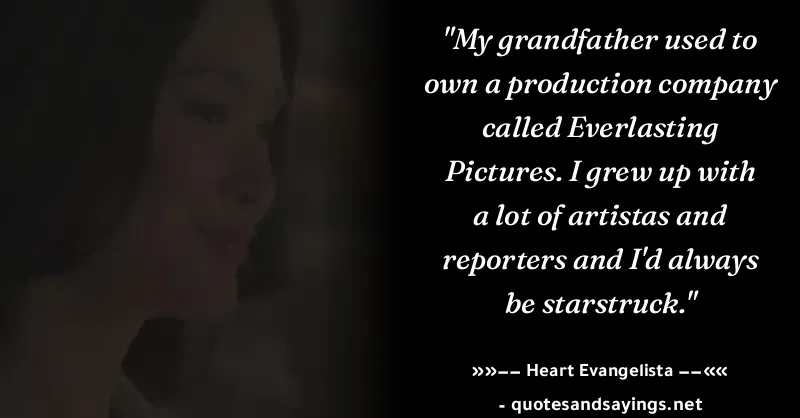 "My grandfather used to
own a production company
called Everlasting
Pictures. I grew up with
a lot of artistas and
reporters and I'd always
be starstruck."
»»−− Heart Evangelista −−««
- quotesandsayings.net